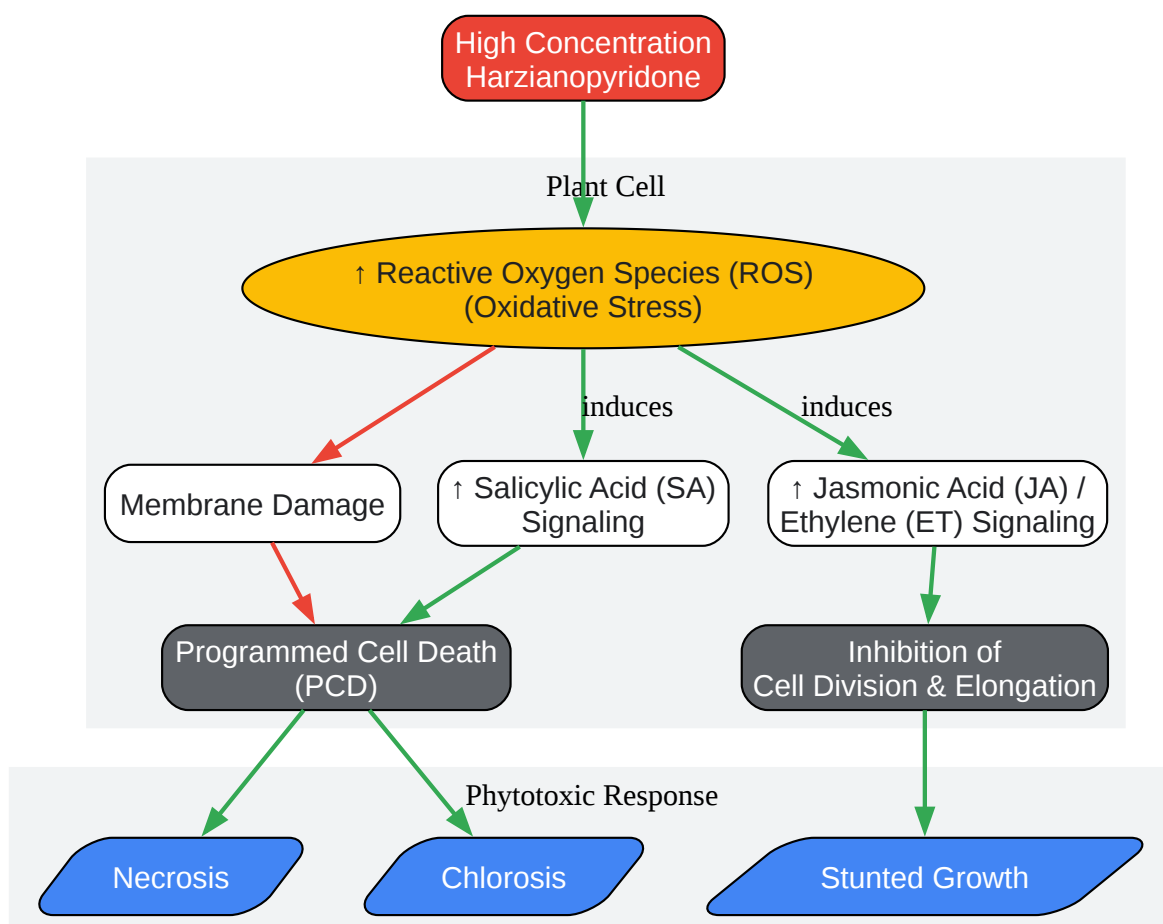 High Concentration
Harzianopyridone
Plant Cell
↑ Reactive Oxygen Species (ROS)
(Oxidative Stress)
induces
induces
Membrane Damage
↑ Salicylic Acid (SA)
Signaling
↑ Jasmonic Acid (JA) /
Ethylene (ET) Signaling
Programmed Cell Death
(PCD)
Inhibition of
Cell Division & Elongation
Phytotoxic Response
Necrosis
Chlorosis
Stunted Growth